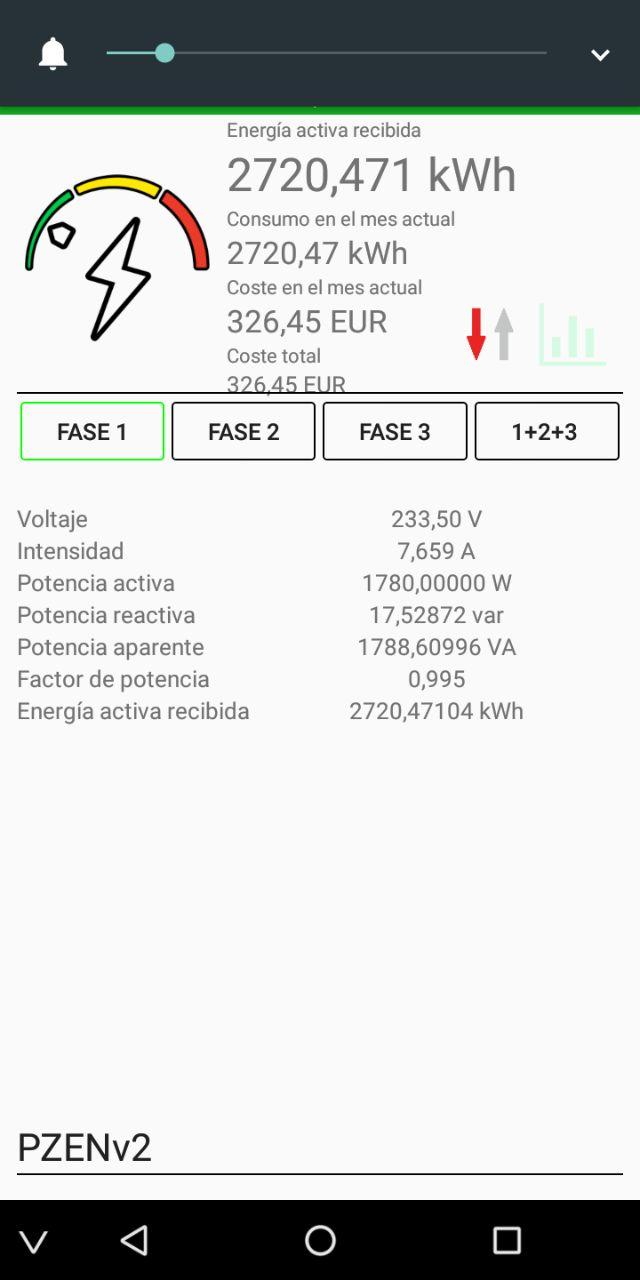 Energía activa recibida
2720,471 kWh
Consumo en el mes actual
2720,47 kWh
Coste en el mes actual
326,45 EUR
Coste total
326,45 EUR
FASE 1 FASE 2 FASE 3 1+2+3
Voltaje 233,50 V
Intensidad 7,659 A
Potencia activa 1780,00000 W
Potencia reactiva 17,52872 var
Potencia aparente 1788,60996 VA
Factor de potencia 0,995
Energía activa recibida 2720,47104 kWh
PZENv2